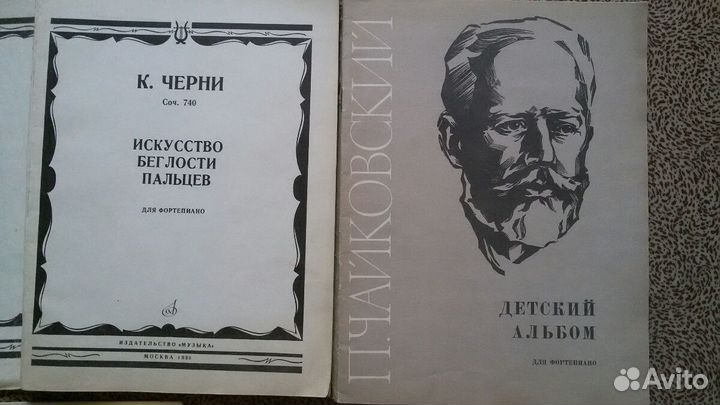 К. ЧЕРНИ
Соч. 740
ИСКУССТВО
БЕГЛОСТИ
ПАЛЬЦЕВ
ДЛЯ ФОРТЕПИАНО
ИЗДАТЕЛЬСТВО «МУЗЫКА»
МОСКВА
П.ЧАЙКОВСКИЙ
ДЕТСКИЙ
АЛЬБОМ
ДЛЯ ФОРТЕПИАНО
Avito